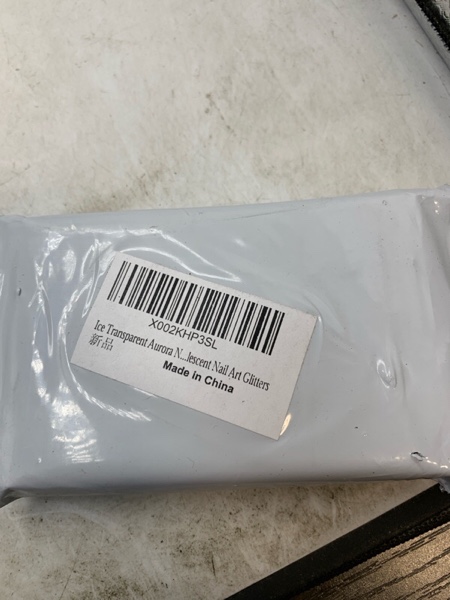 X002KHP3SL
Ice Transparent Aurora N...lescent Nail Art Glitters
新品
Made in China